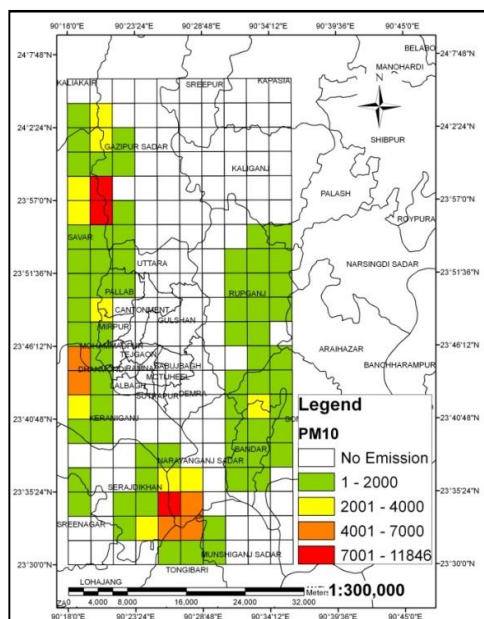 90°18'0"E 90°23'24"E 90°28'48"E 90°34'12"E 90°39'36"E 90°45'0"E
BELABO
24°7'48"N 24°7'48"N
MANOHARDI
KALIAKAIR SREEPUR KAPASIA
N
24°2'24"N 24°2'24"N
SHIBPUR
GAZIPUR SADAR
KALIGANJ
PALASH
23°57'0"N 23°57'0"N
ROYPURA
SAVAR
NARSINGDI SADAR
UTTARA
23°51'36"N 23°51'36"N
PALLAB RUPGANJ
CANTONMENT
GULSHAN
MIRPUR
23°46'12"N ARAIHAZAR 23°46'12"N
TEJGAON
BANCHHARAMPUR
SABUJBAGH
MOTIJHEEL
LALBAGH DEMRA
SUTRAPUR
23°40'48"N KERANIGANJ 23°40'48"N
Legend
PM10
BANDAR
NARAYANGANJ SADAR
No Emission
23°35'24"N 1 - 2000 23°35'24"N
SERAJDIKHAN
2001 - 4000
SREENAGAR 4001 - 7000
MUNSHIGANJ SADAR
23°30'0"N 7001 - 11846 23°30'0"N
TONGIBARI
LOHAJANG
Meters 1:300,000
0 4,000 8,000 16,000 24,000 32,000
90°18'0"E 90°23'24"E 90°28'48"E 90°34'12"E 90°39'36"E 90°45'0"E